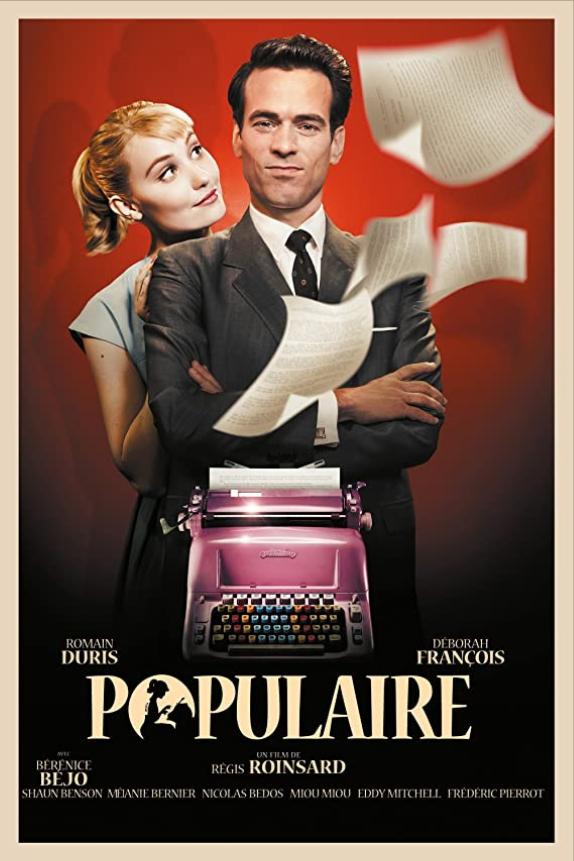 ROMAIN
DURIS
DÉBORAH
FRANÇOIS
POPULAIRE
AVEC
BÉRÉNICE
BEJO
UN FILM DE
RÉGIS ROINSARD
SHAUN BENSON MÉLANIE BERNIER NICOLAS BEDOS MIOU MIOU EDDY MITCHELL FRÉDÉRIC PIERROT